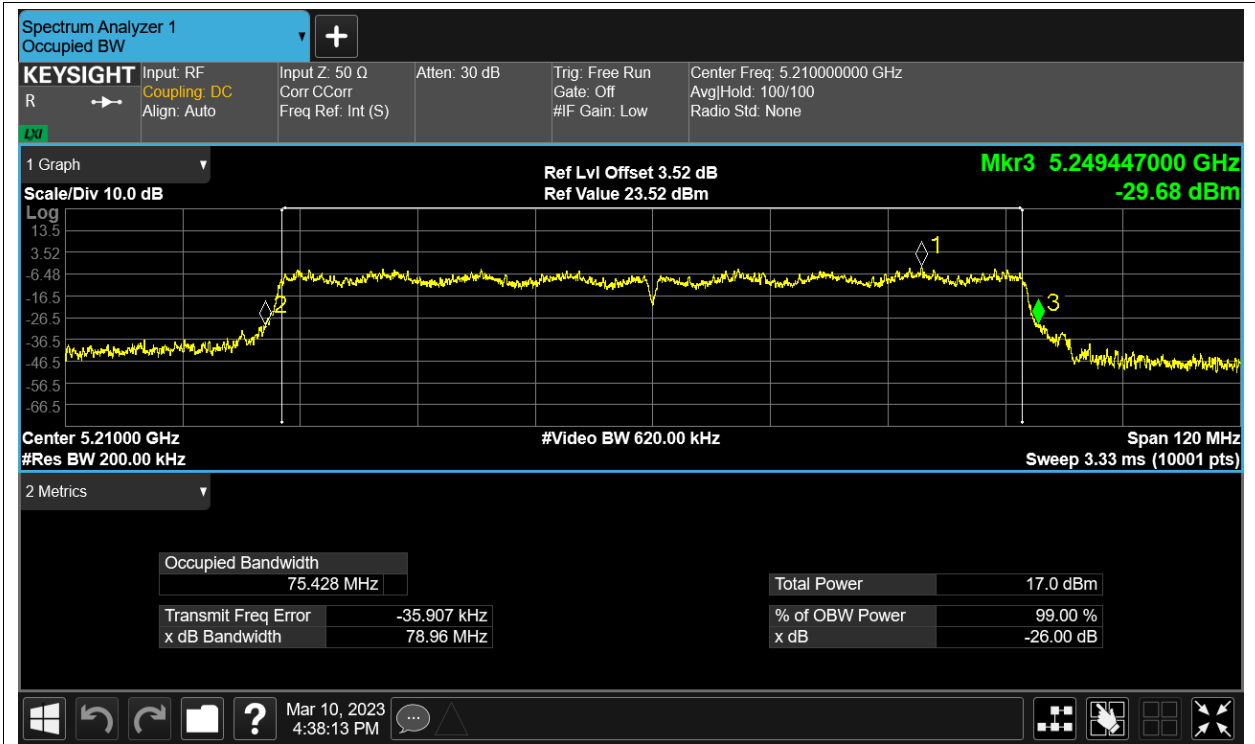 Spectrum Analyzer 1
Occupied BW
KEYSIGHT
R
LXI
Input: RF
Coupling: DC
Align: Auto
Input Z: 50 Ω
Corr CCorr
Freq Ref: Int (S)
Atten: 30 dB
Trig: Free Run
Gate: Off
#IF Gain: Low
Center Freq: 5.210000000 GHz
Avg|Hold: 100/100
Radio Std: None
1 Graph
Scale/Div 10.0 dB
Ref Lvl Offset 3.52 dB
Ref Value 23.52 dBm
Mkr3 5.249447000 GHz
-29.68 dBm
Log
13.5
3.52
-6.48
-16.5
-26.5
-36.5
-46.5
-56.5
-66.5
1
2
3
Center 5.21000 GHz
#Res BW 200.00 kHz
#Video BW 620.00 kHz
Span 120 MHz
Sweep 3.33 ms (10001 pts)
2 Metrics
Occupied Bandwidth
75.428 MHz
Transmit Freq Error -35.907 kHz
x dB Bandwidth 78.96 MHz
Total Power 17.0 dBm
% of OBW Power 99.00 %
x dB -26.00 dB
?
Mar 10, 2023
4:38:13 PM